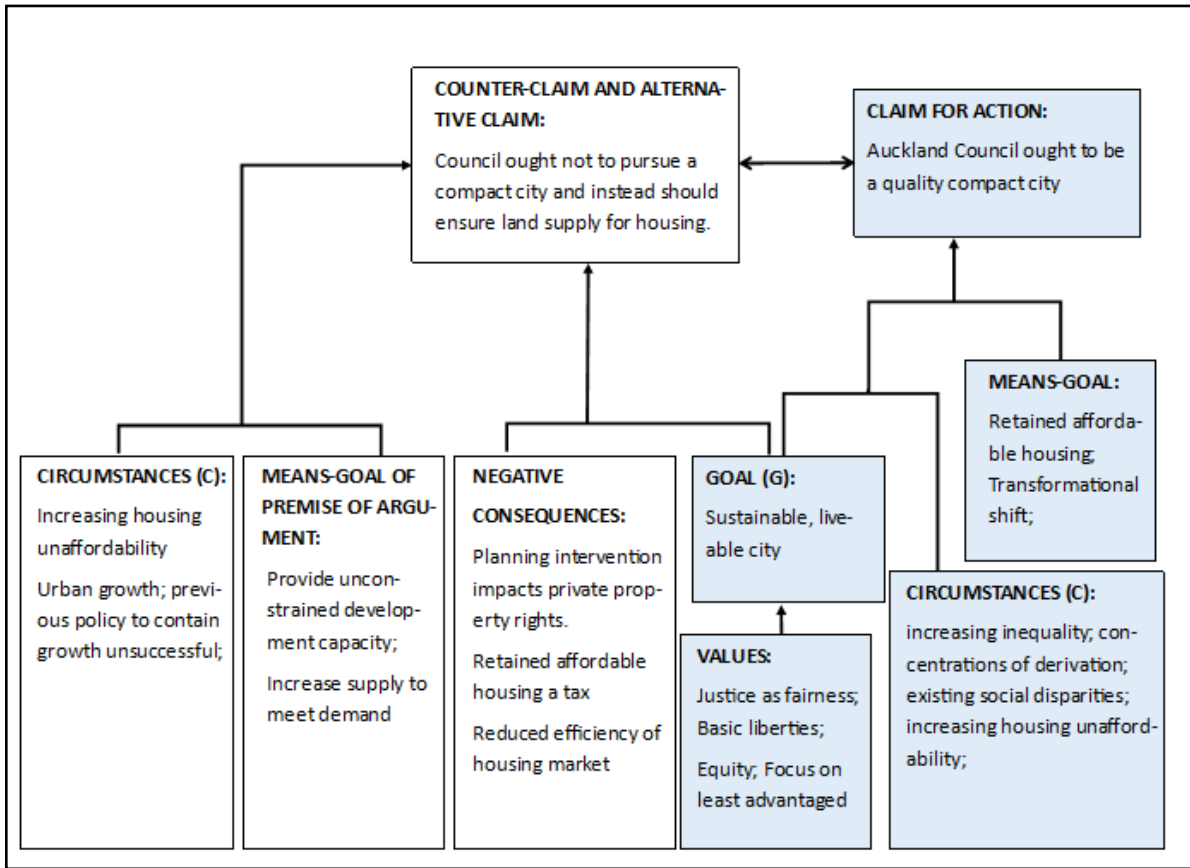 COUNTER-CLAIM AND ALTERNA-
TIVE CLAIM:
Council ought not to pursue a
compact city and instead should
ensure land supply for housing.
CLAIM FOR ACTION:
Auckland Council ought to be
a quality compact city
MEANS-GOAL:
Retained afforda-
ble housing;
Transformational
shift;
CIRCUMSTANCES (C):
Increasing housing
unaffordability
Urban growth; previ-
ous policy to contain
growth unsuccessful;
MEANS-GOAL OF
PREMISE OF ARGU-
MENT:
Provide uncon-
strained develop-
ment capacity;
Increase supply to
meet demand
NEGATIVE
CONSEQUENCES:
Planning intervention
impacts private prop-
erty rights.
Retained affordable
housing a tax
Reduced efficiency of
housing market
GOAL (G):
Sustainable, live-
able city
VALUES:
Justice as fairness;
Basic liberties;
Equity; Focus on
least advantaged
CIRCUMSTANCES (C):
increasing inequality; con-
centrations of derivation;
existing social disparities;
increasing housing unafford-
ability;